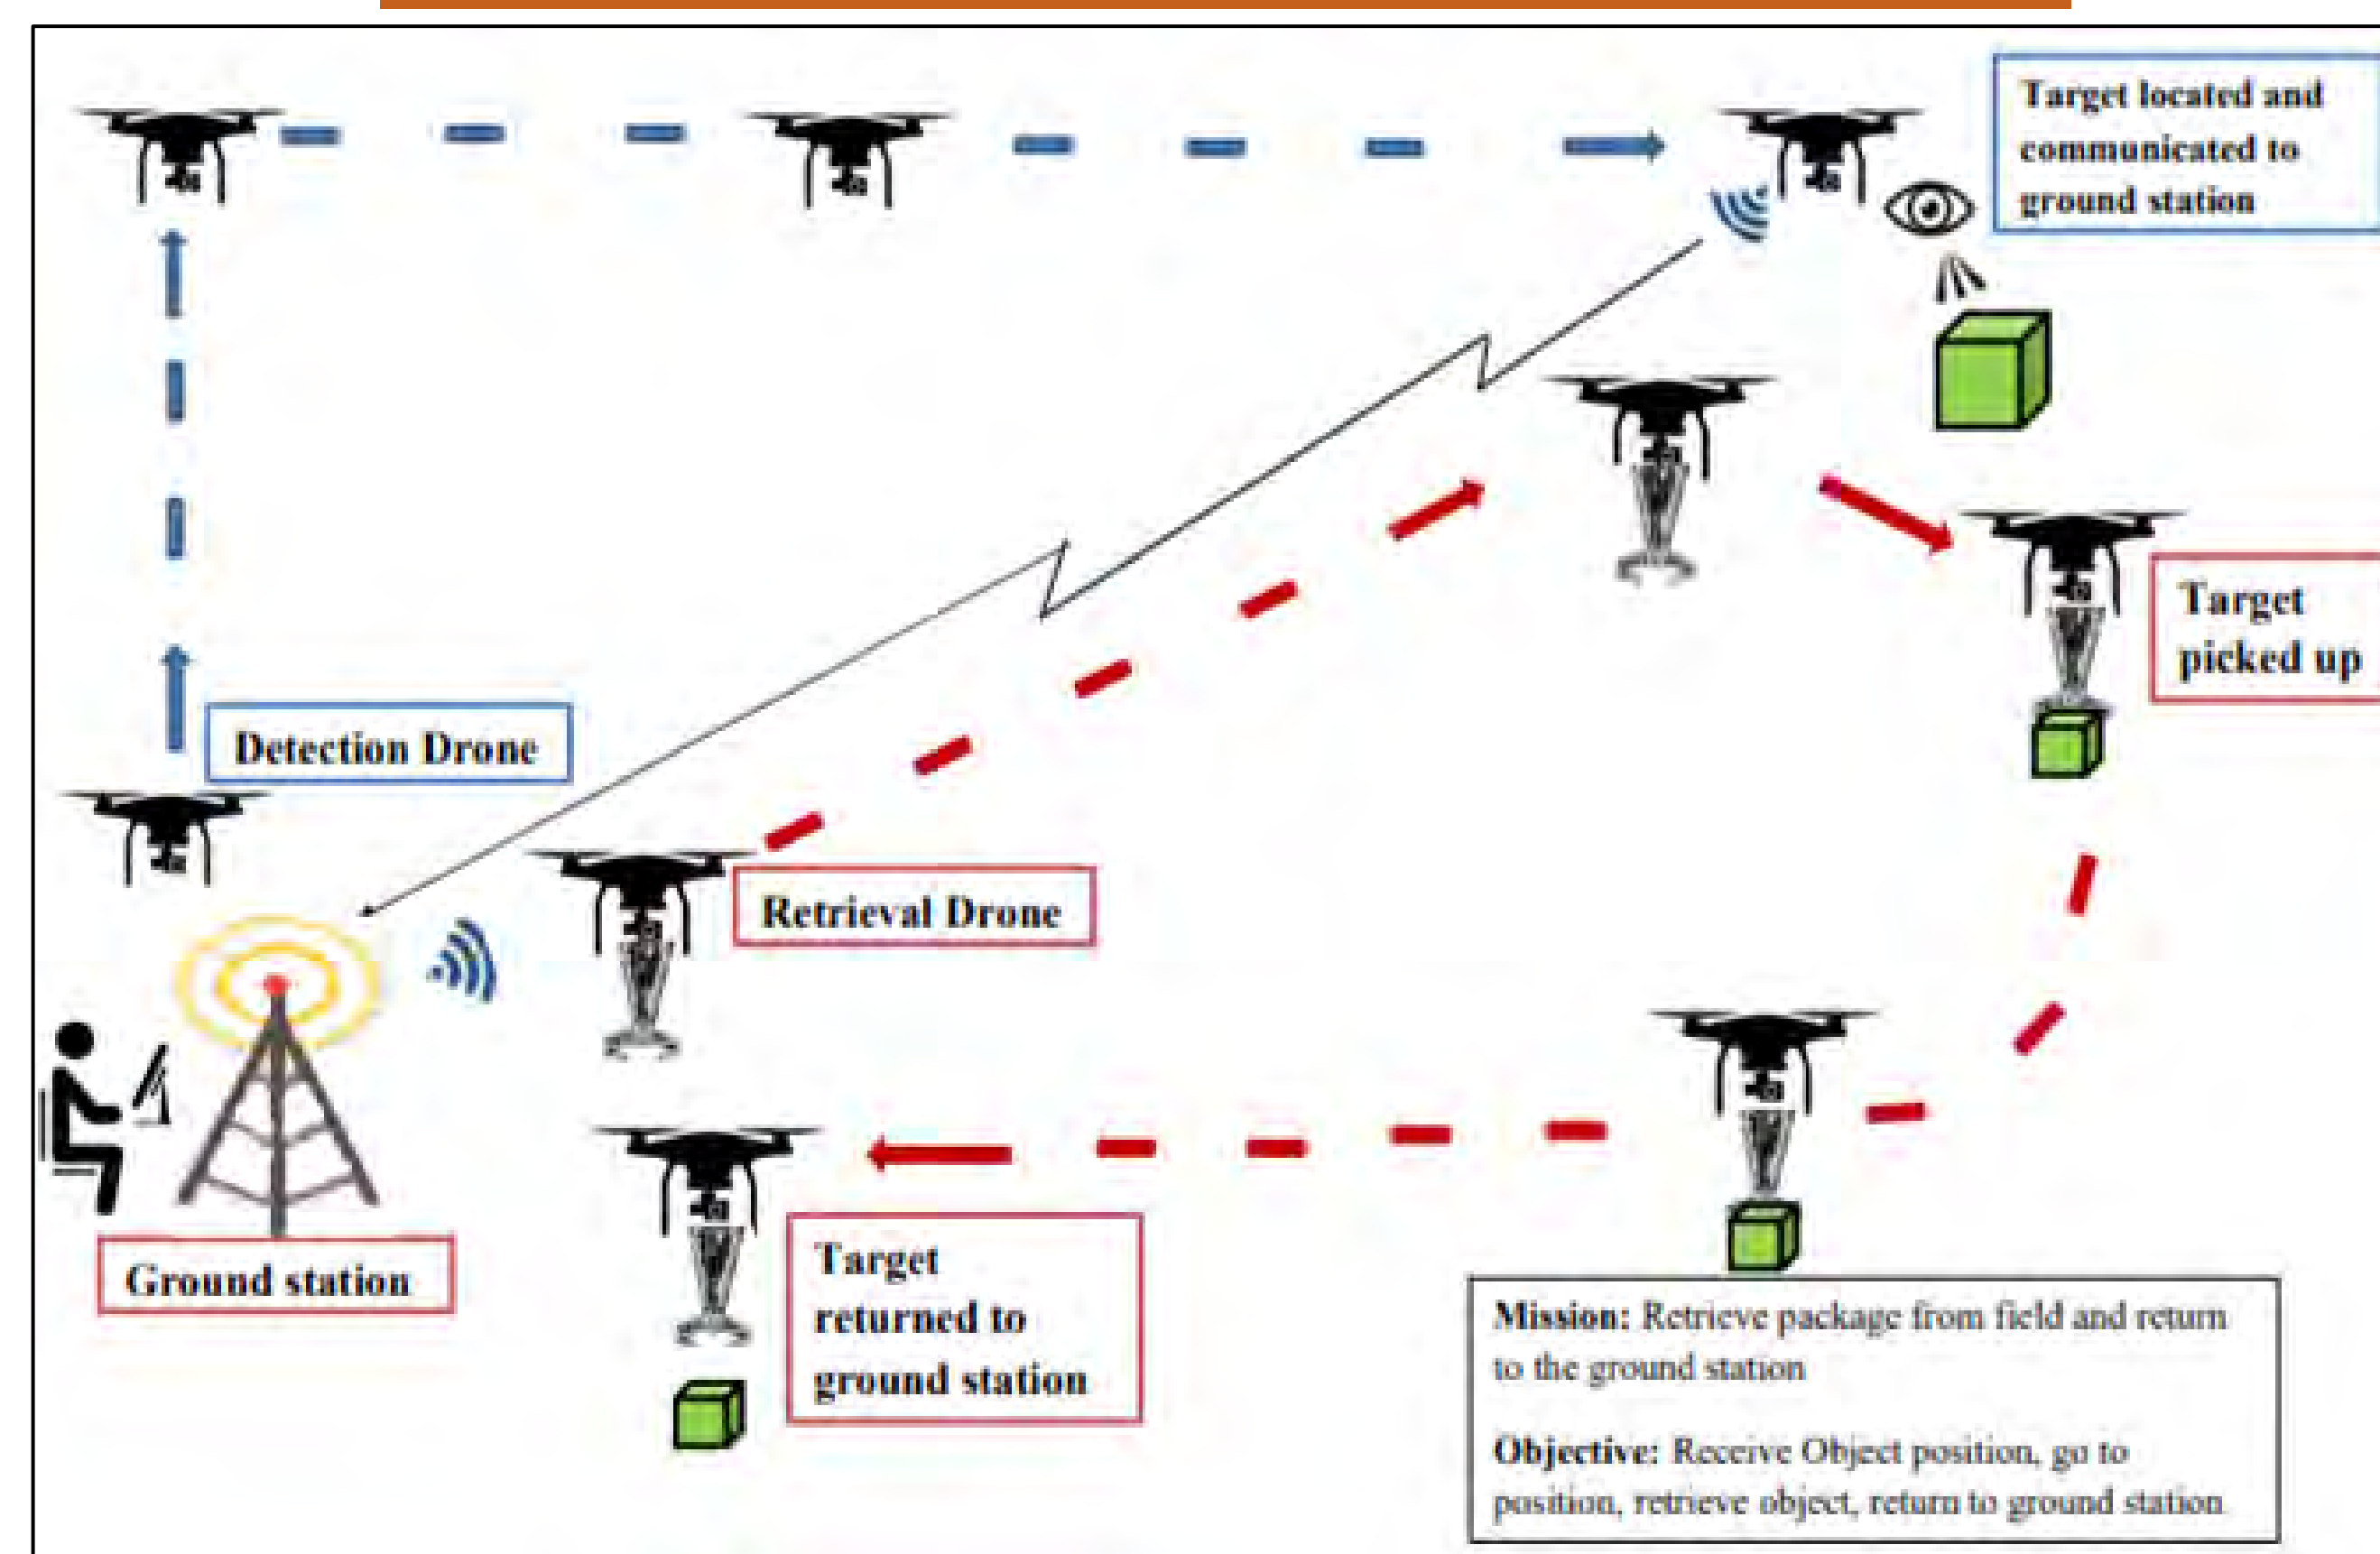 Target located and
communicated to
ground station
Target
picked up
Detection Drone
Retrieval Drone
Ground station
Target
returned to
ground station
Mission: Retrieve package from field and return
to the ground station
Objective: Receive Object position, go to
position, retrieve object, return to ground station